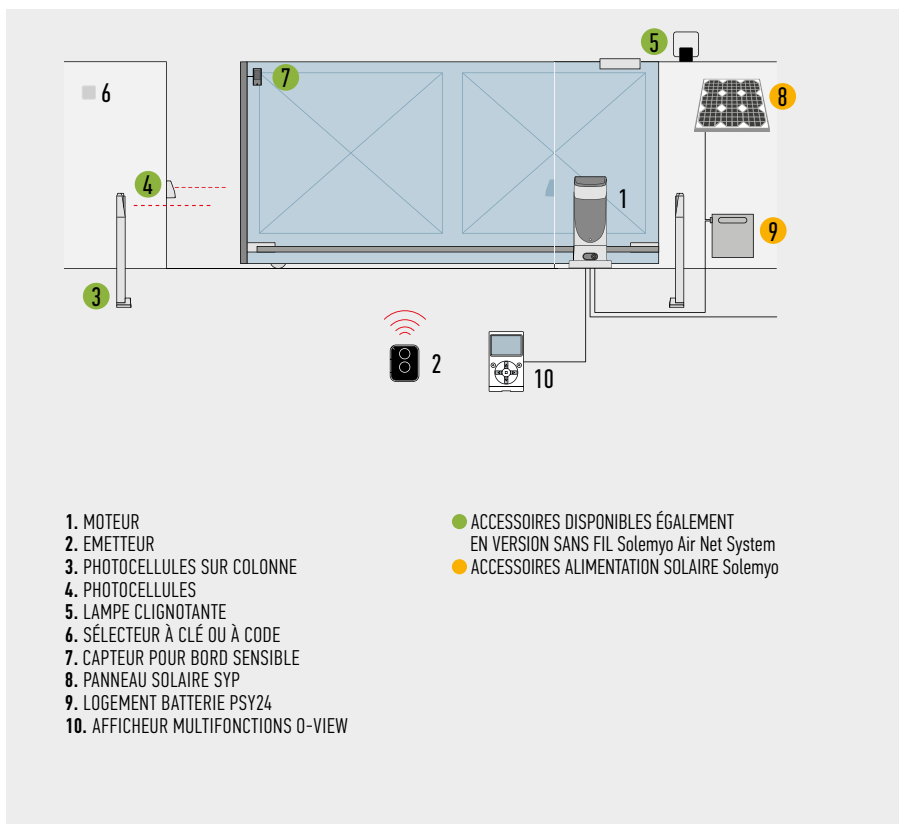 5
7
6
8
4
1
9
3
2
10
1. MOTEUR
2. EMETTEUR
3. PHOTOCELLULES SUR COLONNE
4. PHOTOCELLULES
5. LAMPE CLIGNOTANTE
6. SÉLECTEUR À CLÉ OU À CODE
7. CAPTEUR POUR BORD SENSIBLE
8. PANNEAU SOLAIRE SYP
9. LOGEMENT BATTERIE PSY24
10. AFFICHEUR MULTIFONCTIONS O-VIEW
ACCESSOIRES DISPONIBLES ÉGALEMENT
EN VERSION SANS FIL Solemyo Air Net System
ACCESSOIRES ALIMENTATION SOLAIRE Solemyo